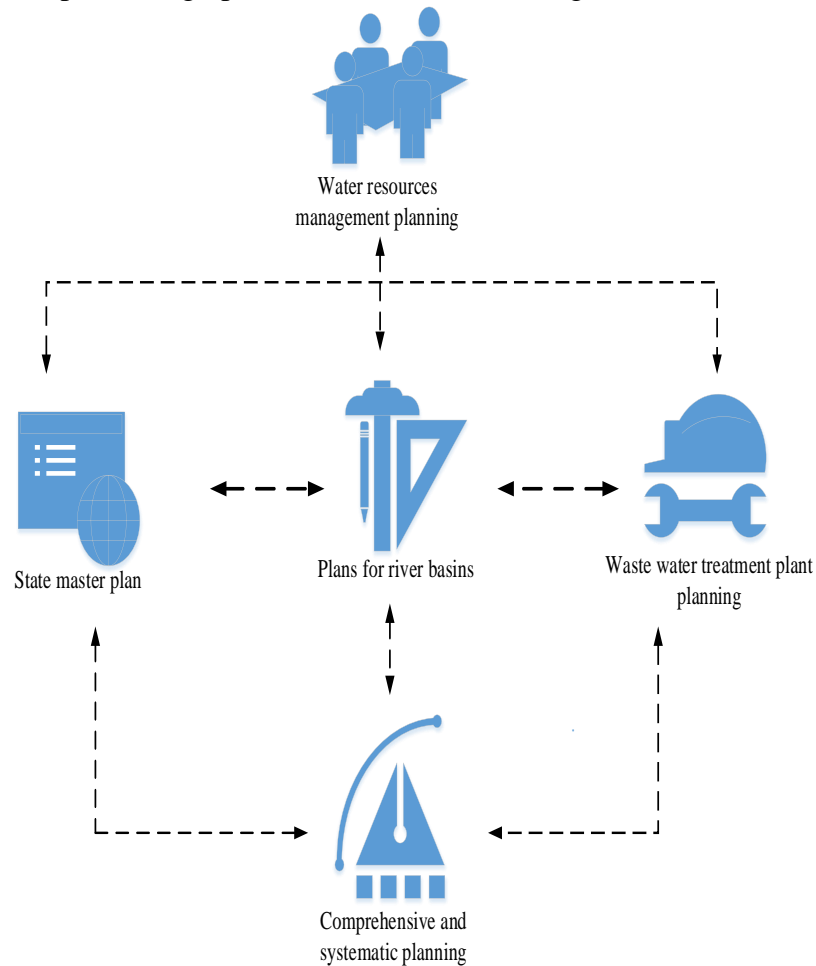 Water resources
management planning
State master plan
Plans for river basins
Waste water treatment plant
planning
Comprehensive and
systematic planning